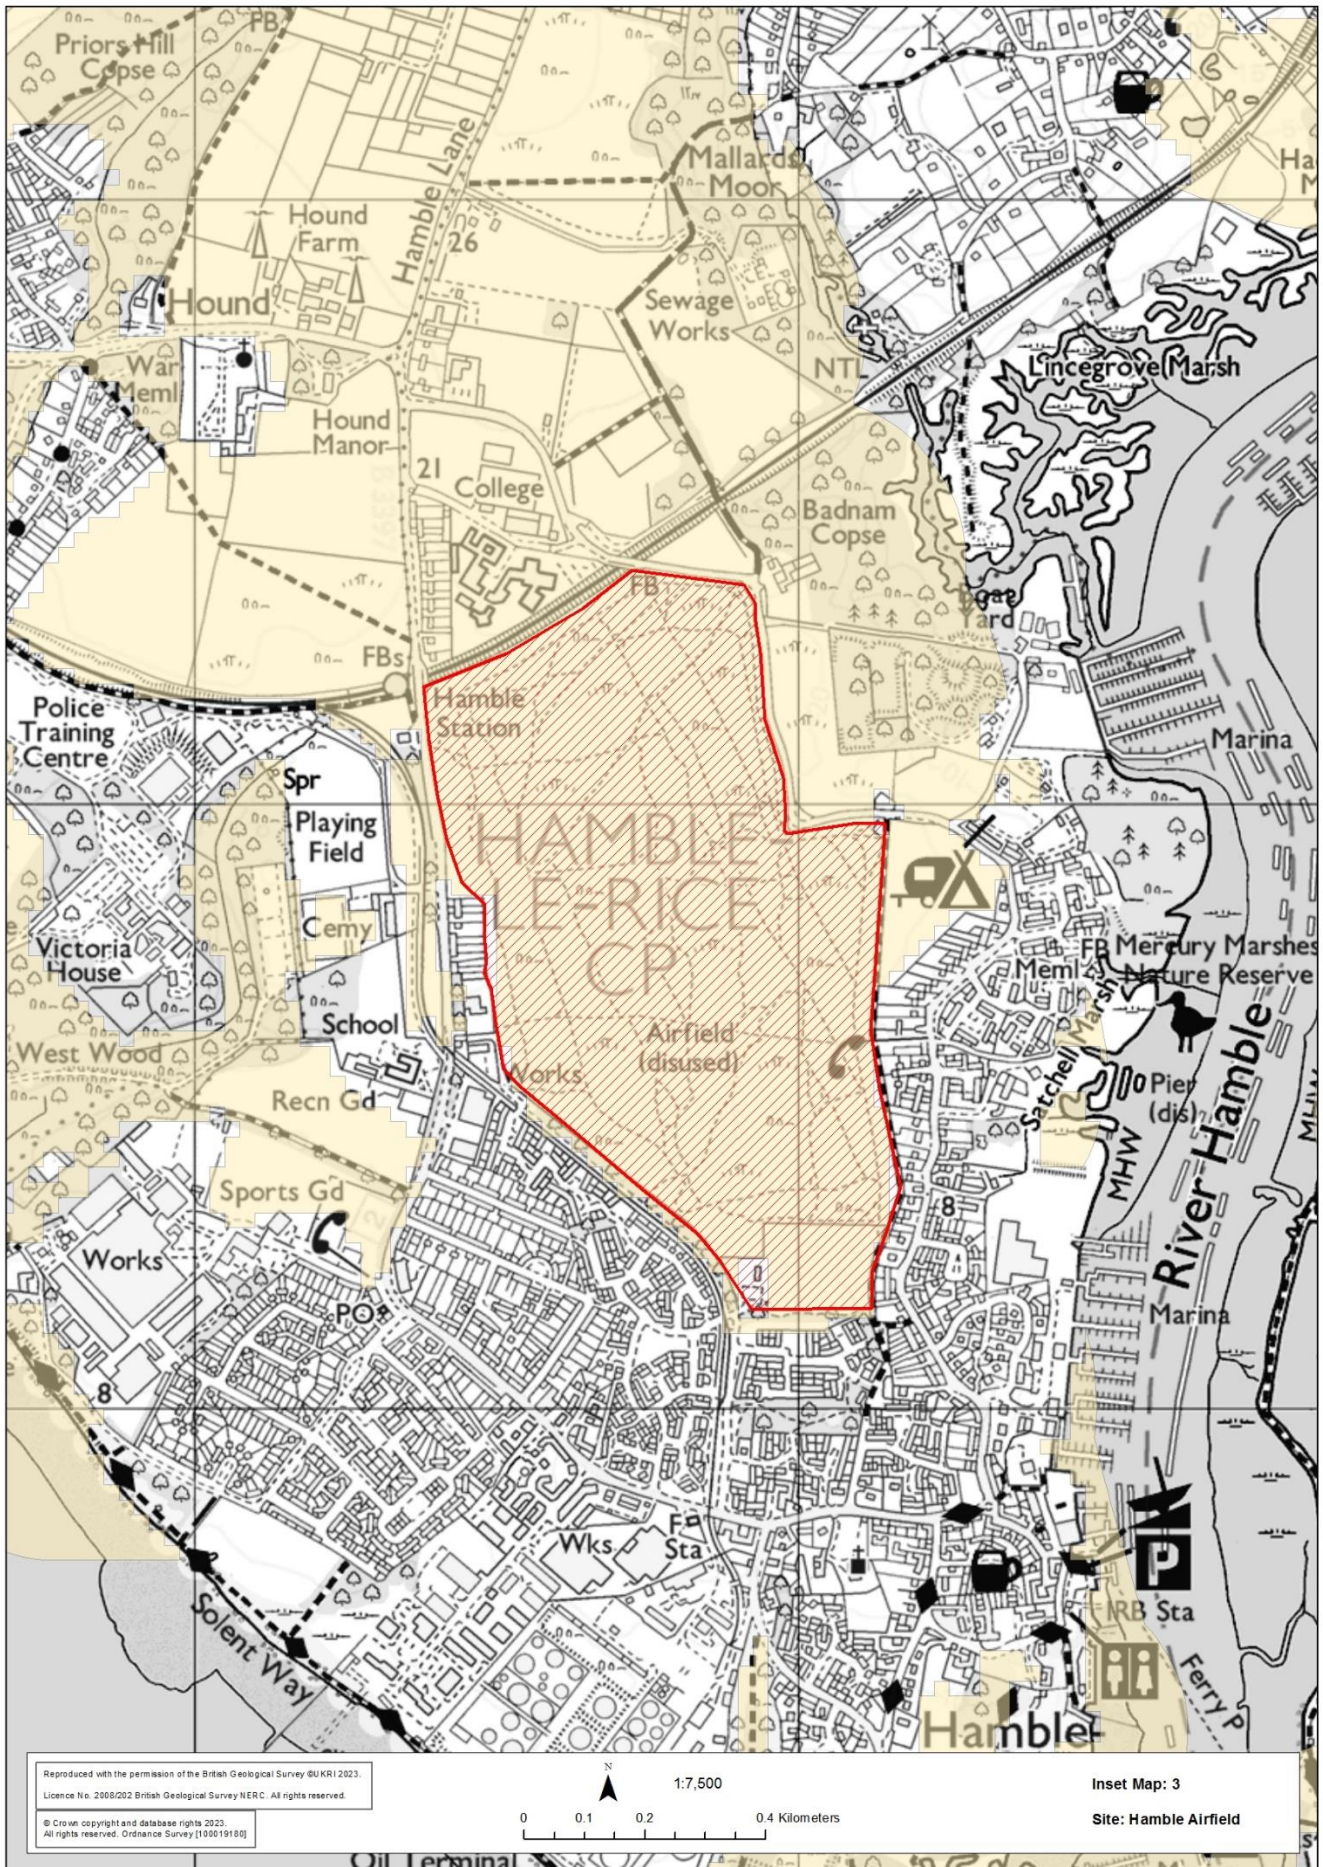 FB
Priors Hill
Copse
Hamble Lane
Mallards
Moor
Hound
Farm
26
Hound
Sewage
Works
War
Meml
NTL
Lincegrove Marsh
Hound
Manor
21
College
B 3397
Badnam
Copse
FB
Boat
Yard
FBs
Hamble
Station
Police
Training
Centre
Marina
Spr
Playing
Field
HAMBLE-
LE-RICE
CP
Cemy
Victoria
House
FB
Mercury Marshes
Nature Reserve
Meml
School
Airfield
(disused)
Satchell Marsh
West Wood
Works
Pier
(dis)
Recn Gd
MHW
MHW
River Hamble
Sports Gd
8
Works
PO
Marina
8
Wks
F Sta
IRB Sta
Solent Way
Ferry P
Hamble-
Reproduced with the permission of the British Geological Survey ©UKRI 2023.
Licence No. 2008/202 British Geological Survey NERC. All rights reserved.
© Crown copyright and database rights 2023.
All rights reserved. Ordnance Survey [100019180]
N
1:7,500
0 0.1 0.2 0.4 Kilometers
Inset Map: 3
Site: Hamble Airfield
Oil Terminal